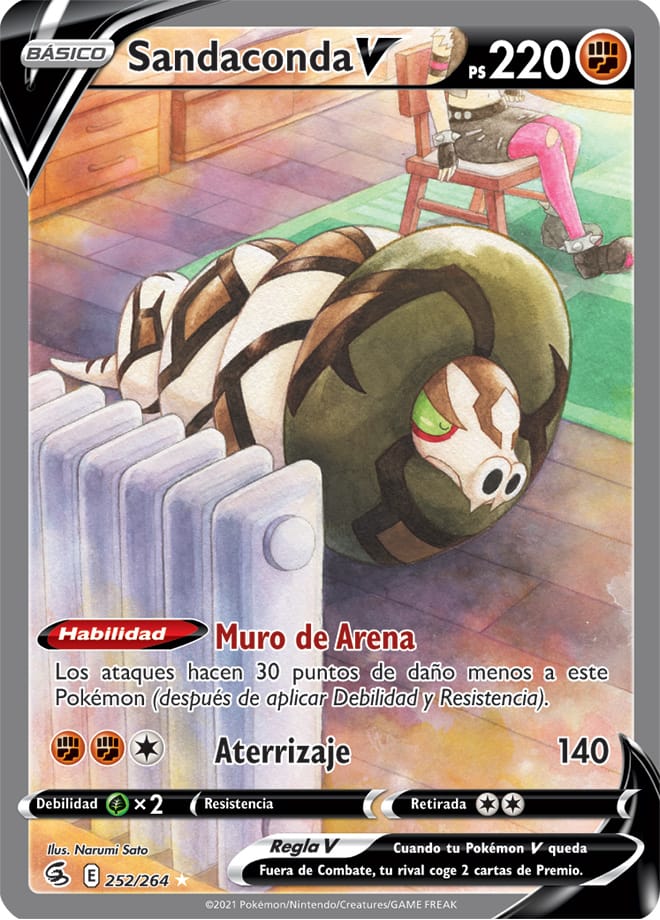 BÁSICO Sandaconda V PS 220
Habilidad Muro de Arena
Los ataques hacen 30 puntos de daño menos a este
Pokémon (después de aplicar Debilidad y Resistencia).
Aterrizaje 140
Debilidad ×2 Resistencia Retirada
Ilus. Narumi Sato
Regla V Cuando tu Pokémon V queda
Fuera de Combate, tu rival coge 2 cartas de Premio.
E 252/264
©2021 Pokémon/Nintendo/Creatures/GAME FREAK